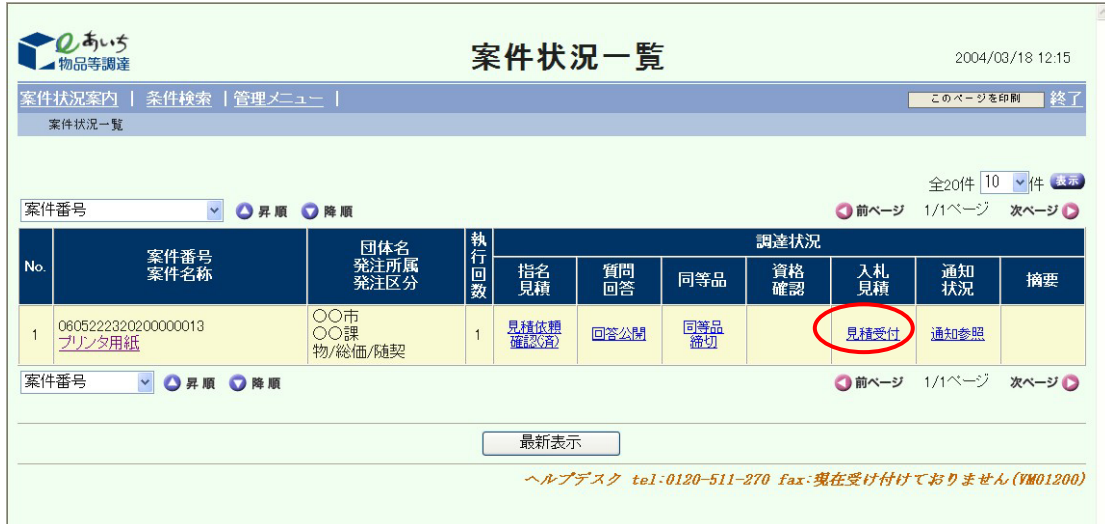 eあいち
物品等調達
案件状況一覧
2004/03/18 12:15
案件状況案内 | 条件検索 | 管理メニュー |
このページを印刷 終了
案件状況一覧
全20件 10 件 表示
案件番号 昇順 降順 前ページ 1/1ページ 次ページ
No. 案件番号 案件名称 団体名 発注所属 発注区分 執行回数 調達状況
指名見積 質問回答 同等品 資格確認 入札見積 通知状況 摘要
1 0605222320200000013 プリンタ用紙 〇〇市 〇〇課 物/総価/随契 1 見積依頼確認(済) 回答公開 同等品締切 見積受付 通知参照
案件番号 昇順 降順 前ページ 1/1ページ 次ページ
最新表示
ヘルプデスク tel:0120-511-270 fax:現在受け付けておりません(VM01200)